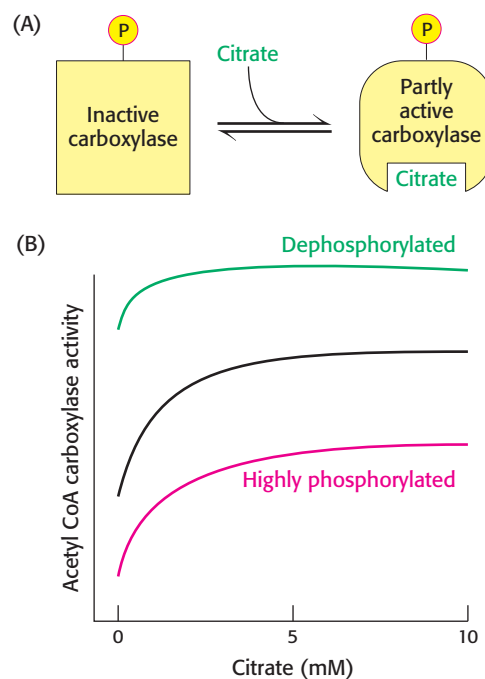 (A)
P
Inactive
carboxylase
Citrate
P
Partly
active
carboxylase
Citrate
(B)
Dephosphorylated
Highly phosphorylated
Acetyl CoA carboxylase activity
0
5
10
Citrate (mM)